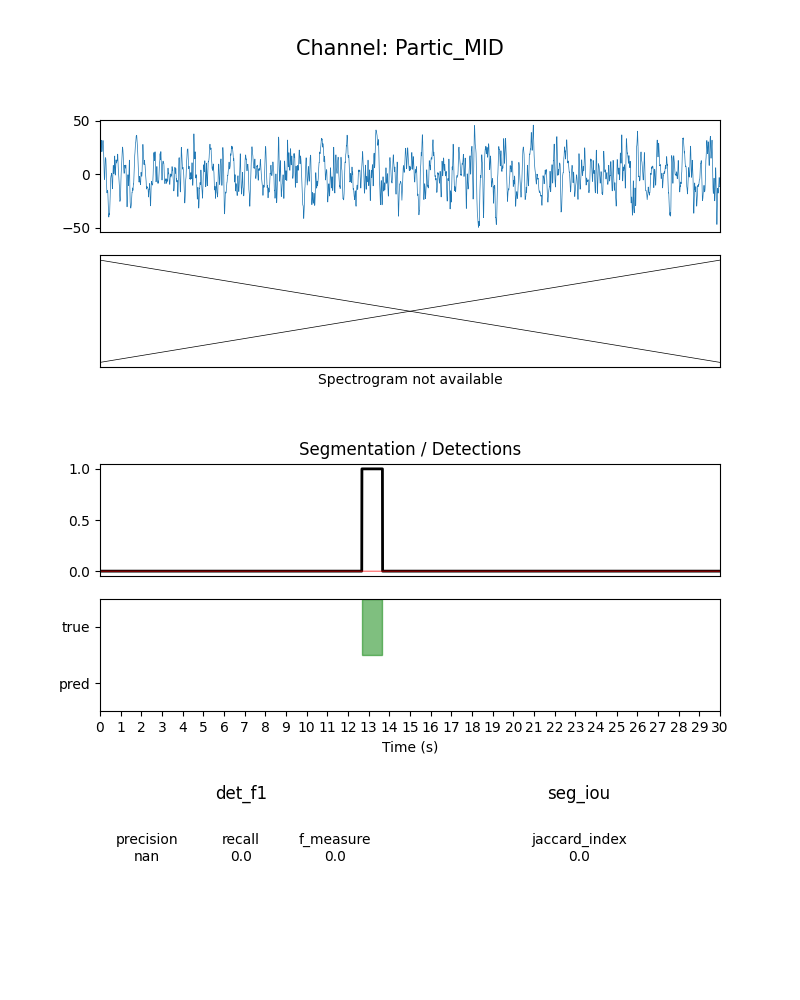 Channel: Partic_MID
50
0
−50
Spectrogram not available
Segmentation / Detections
1.0
0.5
0.0
true
pred
0 1 2 3 4 5 6 7 8 9 10 11 12 13 14 15 16 17 18 19 20 21 22 23 24 25 26 27 28 29 30
Time (s)
det_f1 seg_iou
precision recall f_measure jaccard_index
nan 0.0 0.0 0.0